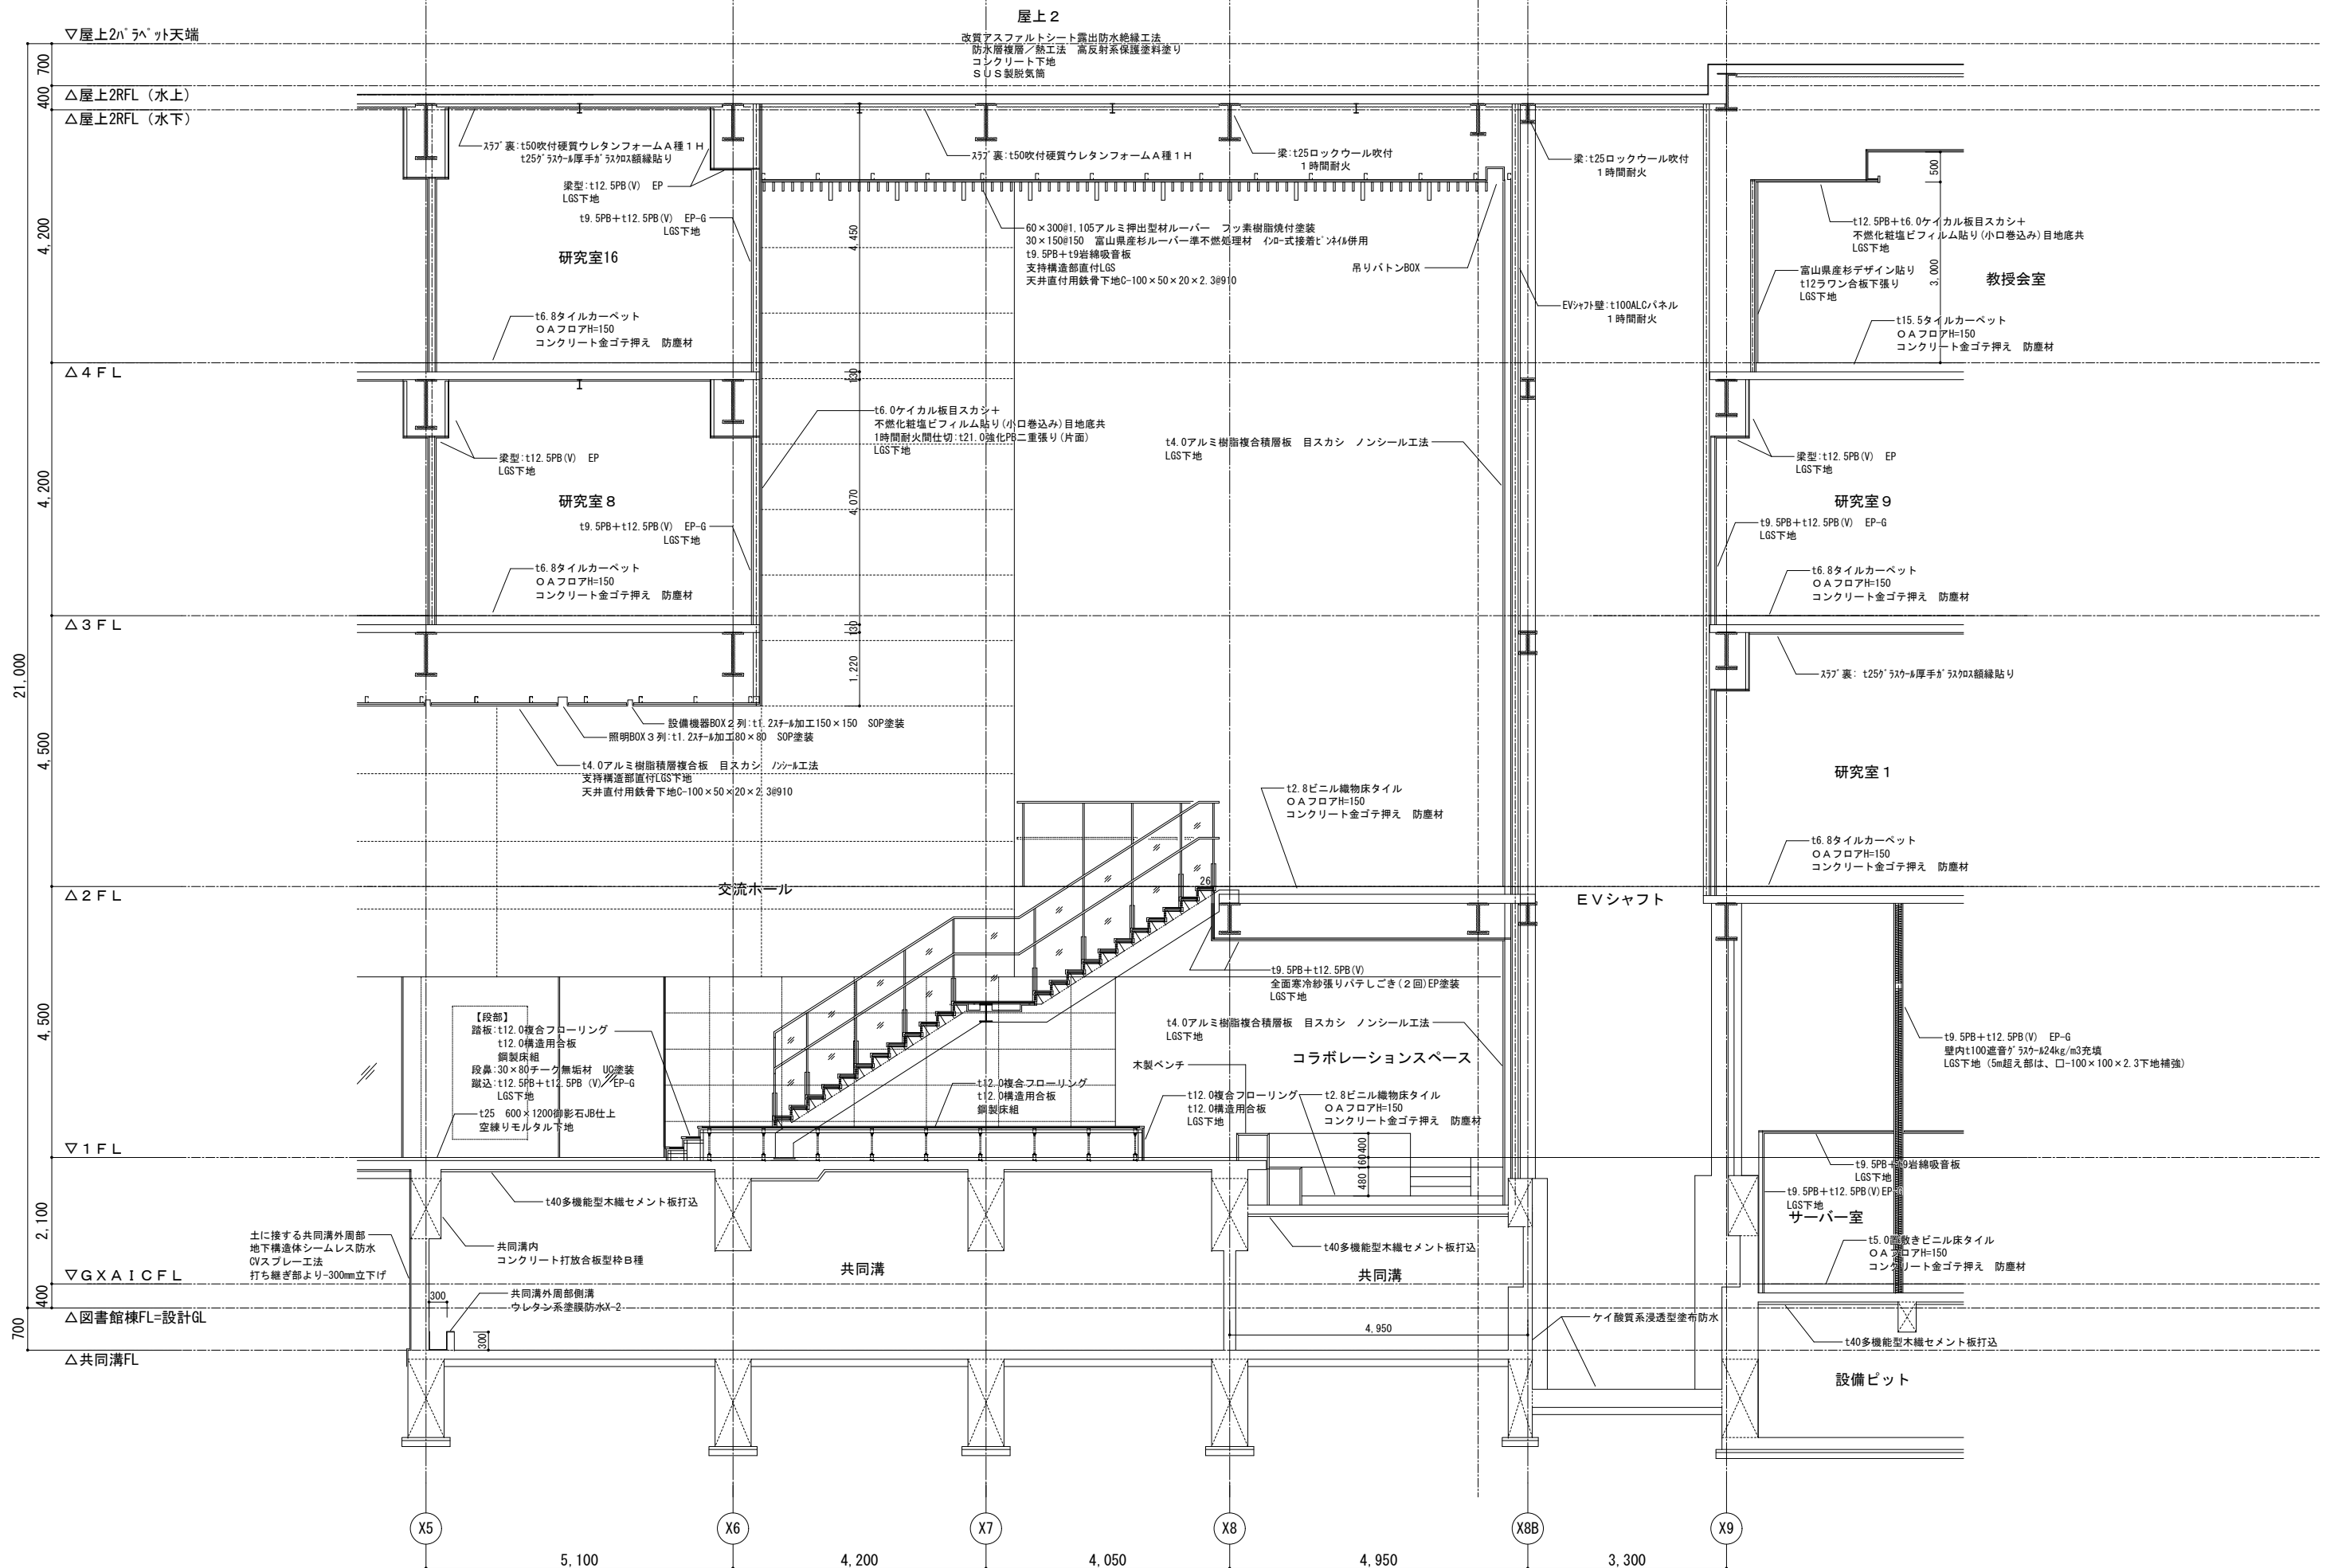 屋上２
改質アスファルトシート露出防水絶縁工法
防水層複層／熱工法　高反射系保護塗料塗り
コンクリート下地
ＳＵＳ製脱気筒
▽屋上2ﾊﾟﾗﾍﾟｯﾄ天端
700
△屋上2RFL（水上）
400
△屋上2RFL（水下）
4,200
△４ＦＬ
4,200
△３ＦＬ
21,000
4,500
△２ＦＬ
4,500
▽１ＦＬ
2,100
▽ＧＸＡＩＣＦＬ
400
△図書館棟FL=設計GL
700
△共同溝FL
ｽﾗﾌﾞ裏:t50吹付硬質ウレタンフォームＡ種１Ｈ
t25ｸﾞﾗｽｳｰﾙ厚手ｶﾞﾗｽｸﾛｽ額縁貼り
梁型:t12.5PB(V)　EP
LGS下地
t9.5PB＋t12.5PB(V)　EP-G
LGS下地
研究室16
t6.8タイルカーペット
ＯＡフロアH=150
コンクリート金ゴテ押え　防塵材
ｽﾗﾌﾞ裏:t50吹付硬質ウレタンフォームＡ種１Ｈ
梁:t25ロックウール吹付
１時間耐火
梁:t25ロックウール吹付
１時間耐火
4,450
60×300@1,105アルミ押出型材ルーバー　フッ素樹脂焼付塗装
30×150@150　富山県産杉ルーバー準不燃処理材　ｲﾝﾛｰ式接着ﾋﾟﾝﾈｲﾙ併用
t9.5PB＋t9岩綿吸音板
支持構造部直付LGS
天井直付用鉄骨下地C-100×50×20×2.3@910
吊りバトンBOX
EVｼｬﾌﾄ壁:t100ALCパネル
１時間耐火
500
t12.5PB＋t6.0ケイカル板目スカシ＋
不燃化粧塩ビフィルム貼り(小口巻込み)目地底共
LGS下地
富山県産杉デザイン貼り
t12ラワン合板下張り
LGS下地
3,000
教授会室
t15.5タイルカーペット
ＯＡフロアH=150
コンクリート金ゴテ押え　防塵材
130
t6.0ケイカル板目スカシ＋
不燃化粧塩ビフィルム貼り(小口巻込み)目地底共
1時間耐火間仕切:t21.0強化PB二重張り(片面)
LGS下地
梁型:t12.5PB(V)　EP
LGS下地
研究室８
t9.5PB＋t12.5PB(V)　EP-G
LGS下地
4,070
t6.8タイルカーペット
ＯＡフロアH=150
コンクリート金ゴテ押え　防塵材
t4.0アルミ樹脂複合積層板　目スカシ　ノンシール工法
LGS下地
梁型:t12.5PB(V)　EP
LGS下地
研究室９
t9.5PB＋t12.5PB(V)　EP-G
LGS下地
t6.8タイルカーペット
ＯＡフロアH=150
コンクリート金ゴテ押え　防塵材
130
1,220
ｽﾗﾌﾞ裏: t25ｸﾞﾗｽｳｰﾙ厚手ｶﾞﾗｽｸﾛｽ額縁貼り
設備機器BOX２列:t1.2ｽﾁｰﾙ加工150×150　SOP塗装
照明BOX３列:t1.2ｽﾁｰﾙ加工80×80　SOP塗装
t4.0アルミ樹脂積層複合板　目スカシ　ﾉﾝｼｰﾙ工法
支持構造部直付LGS下地
天井直付用鉄骨下地C-100×50×20×2.3@910
研究室１
t2.8ビニル織物床タイル
ＯＡフロアH=150
コンクリート金ゴテ押え　防塵材
t6.8タイルカーペット
ＯＡフロアH=150
コンクリート金ゴテ押え　防塵材
交流ホール
26
ＥＶシャフト
t9.5PB＋t12.5PB(V)
全面寒冷紗張りパテしごき(２回)EP塗装
LGS下地
【段部】
踏板:t12.0複合フローリング
t12.0構造用合板
鋼製床組
段鼻:30×80チーク無垢材　UC塗装
蹴込:t12.5PB＋t12.5PB (V) EP-G
LGS下地
t25　600×1200御影石JB仕上
空練りモルタル下地
t4.0アルミ樹脂複合積層板　目スカシ　ノンシール工法
LGS下地
コラボレーションスペース
木製ベンチ
t12.0複合フローリング
t12.0構造用合板
鋼製床組
t12.0複合フローリング
t12.0構造用合板
LGS下地
t2.8ビニル織物床タイル
ＯＡフロアH=150
コンクリート金ゴテ押え　防塵材
400
160
480
t9.5PB＋t12.5PB(V)　EP-G
壁内t100遮音ｸﾞﾗｽｳｰﾙ24kg/m3充填
LGS下地（5m超え部は、口-100×100×2.3下地補強）
t9.5PB＋t9岩綿吸音板
LGS下地
t9.5PB＋t12.5PB(V)EP
LGS下地
サーバー室
t5.0置敷きビニル床タイル
ＯＡフロアH=150
コンクリート金ゴテ押え　防塵材
t40多機能型木繊セメント板打込
土に接する共同溝外周部
地下構造体シームレス防水
CVスプレー工法
打ち継ぎ部より-300mm立下げ
共同溝内
コンクリート打放合板型枠Ｂ種
共同溝
t40多機能型木繊セメント板打込
共同溝
300
共同溝外周部側溝
ウレタン系塗膜防水X-2
300
4,950
ケイ酸質系浸透型塗布防水
t40多機能型木繊セメント板打込
設備ピット
X5
X6
X7
X8
X8B
X9
5,100
4,200
4,050
4,950
3,300